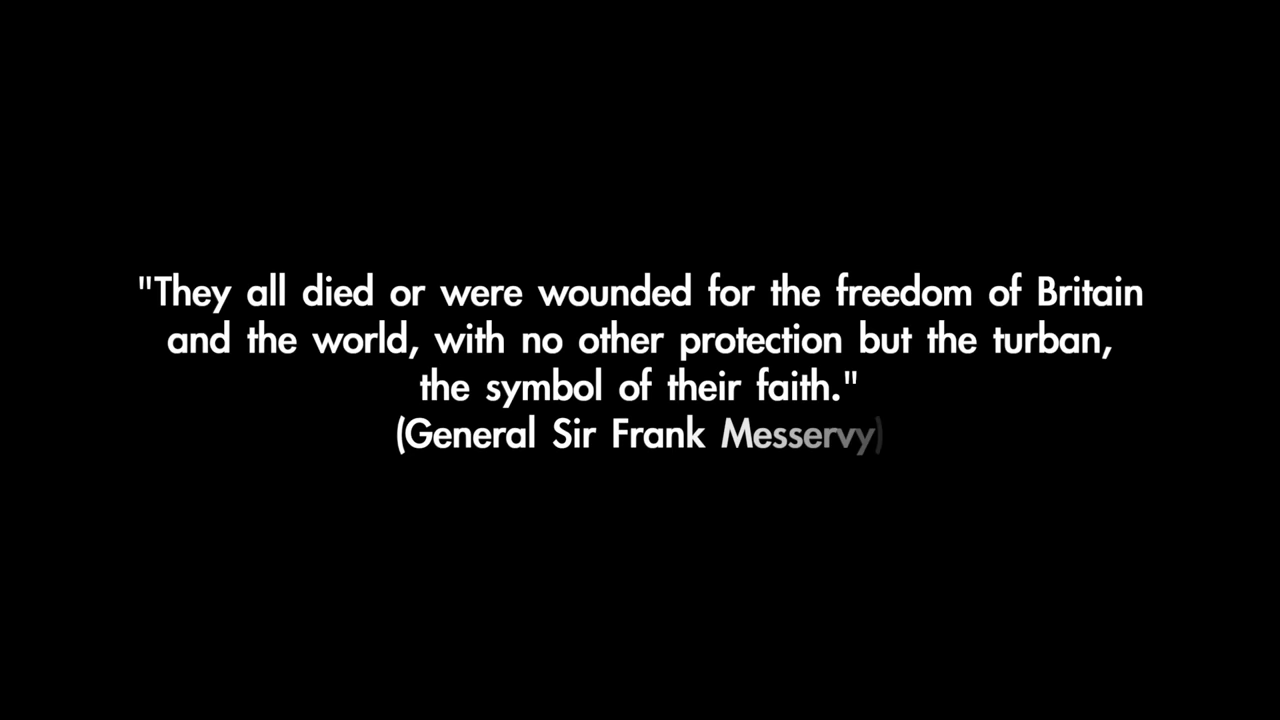 "They all died or were wounded for the freedom of Britain
and the world, with no other protection but the turban,
the symbol of their faith."
(General Sir Frank Messervy)